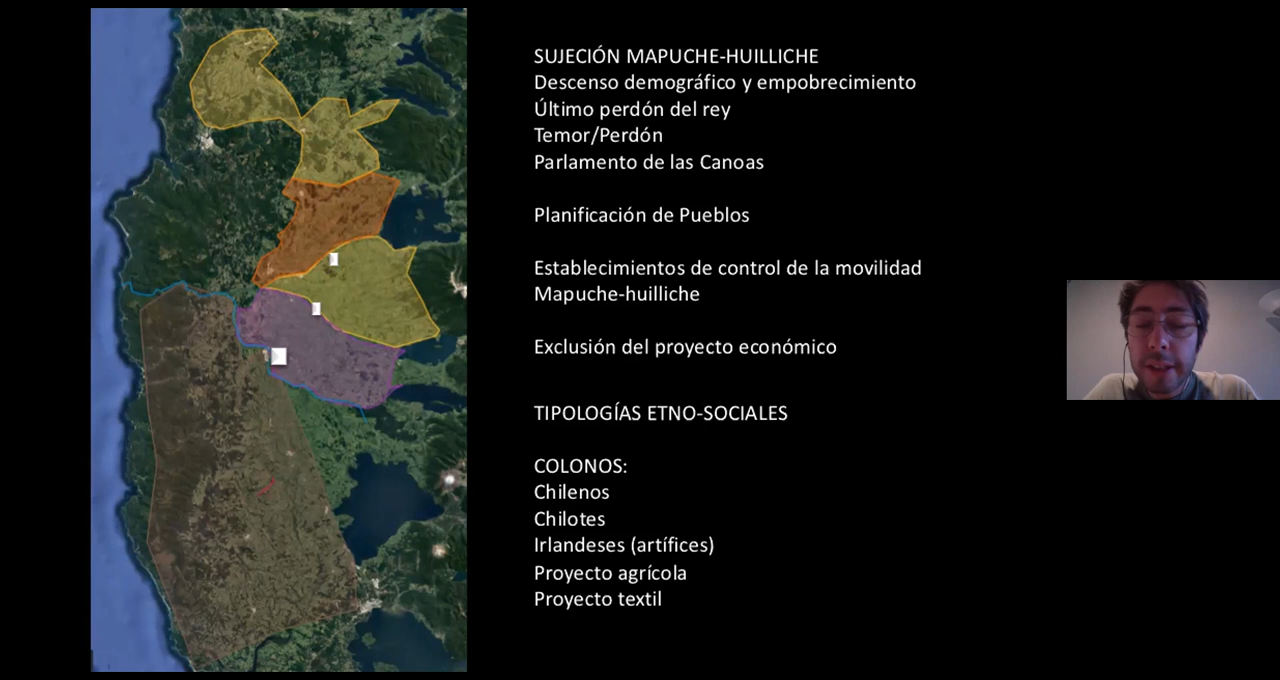 SUJECIÓN MAPUCHE-HUILLICHE
Descenso demográfico y empobrecimiento
Último perdón del rey
Temor/Perdón
Parlamento de las Canoas
Planificación de Pueblos
Establecimientos de control de la movilidad
Mapuche-huilliche
Exclusión del proyecto económico
TIPOLOGÍAS ETNO-SOCIALES
COLONOS:
Chilenos
Chilotes
Irlandeses (artífices)
Proyecto agrícola
Proyecto textil